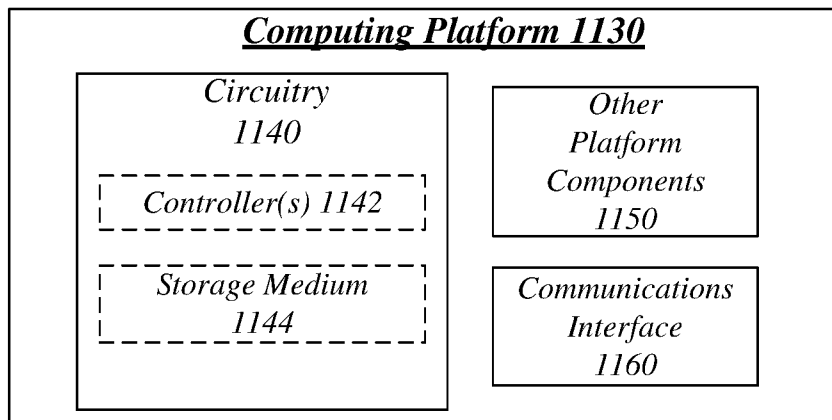 Computing Platform 1130
Circuitry
1140
Controller(s) 1142
Storage Medium
1144
Other
Platform
Components
1150
Communications
Interface
1160